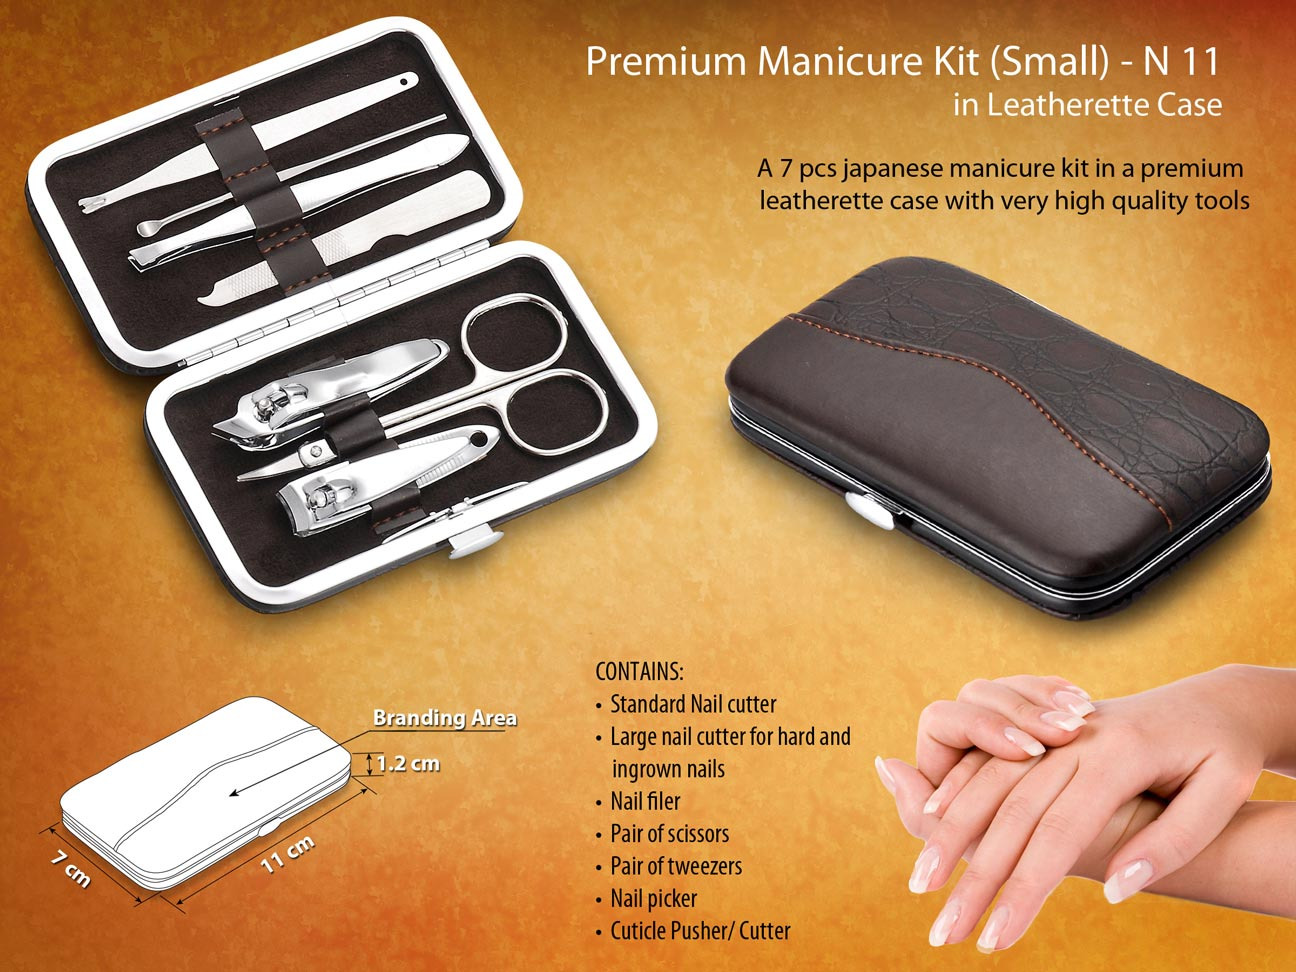 Premium Manicure Kit (Small) - N 11
in Leatherette Case
A 7 pcs japanese manicure kit in a premium
leatherette case with very high quality tools
CONTAINS:
• Standard Nail cutter
• Large nail cutter for hard and
ingrown nails
• Nail filer
• Pair of scissors
• Pair of tweezers
• Nail picker
• Cuticle Pusher/ Cutter
Branding Area
1.2 cm
11 cm
7 cm